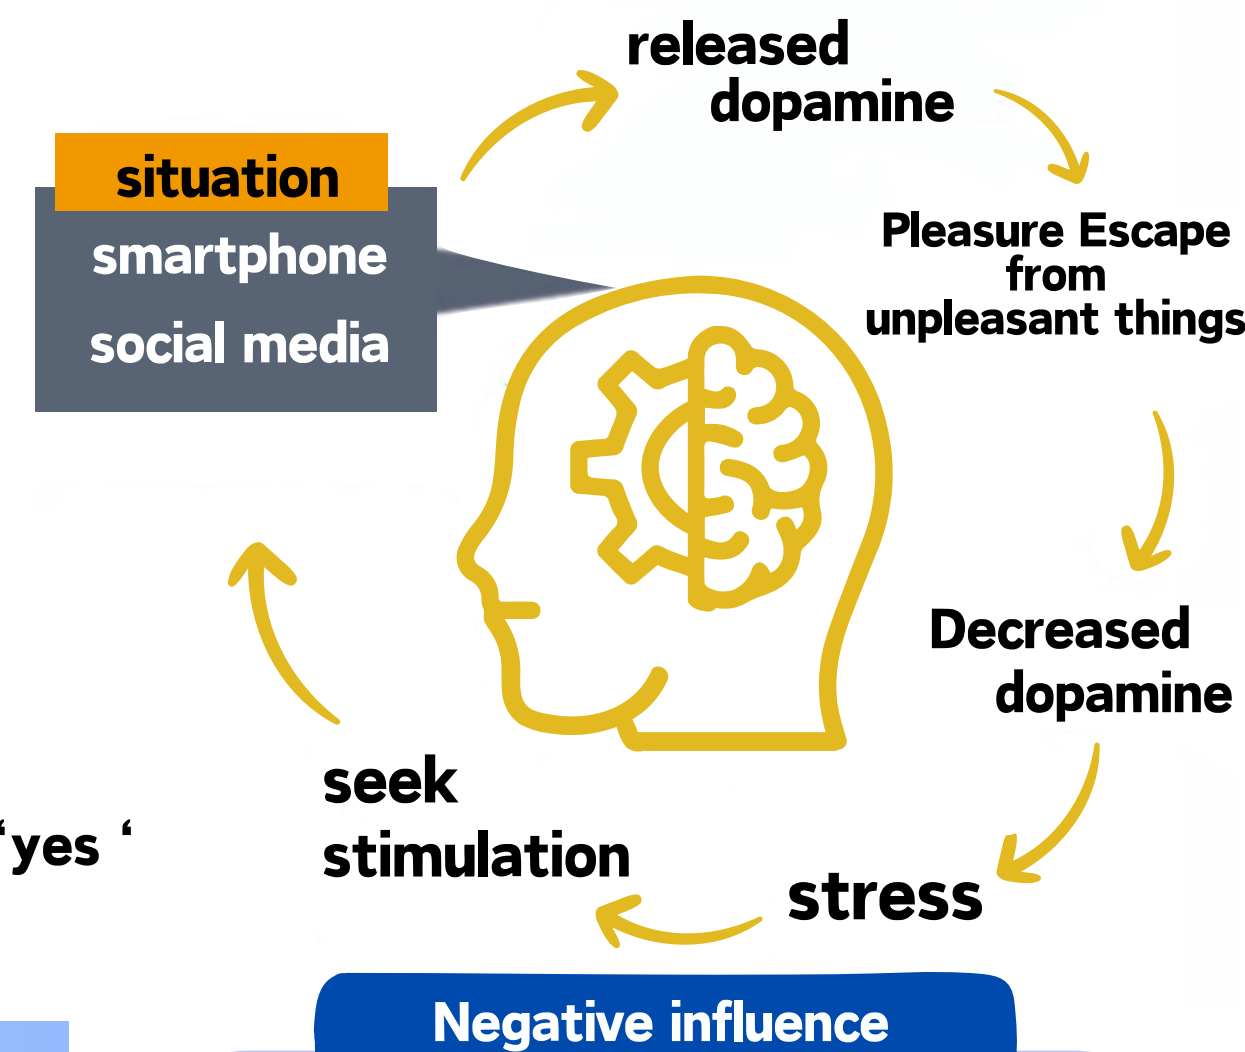 released
dopamine
situation
smartphone
social media
Pleasure Escape
from
unpleasant things
Decreased
dopamine
stress
seek
stimulation
‘yes ‘
Negative influence